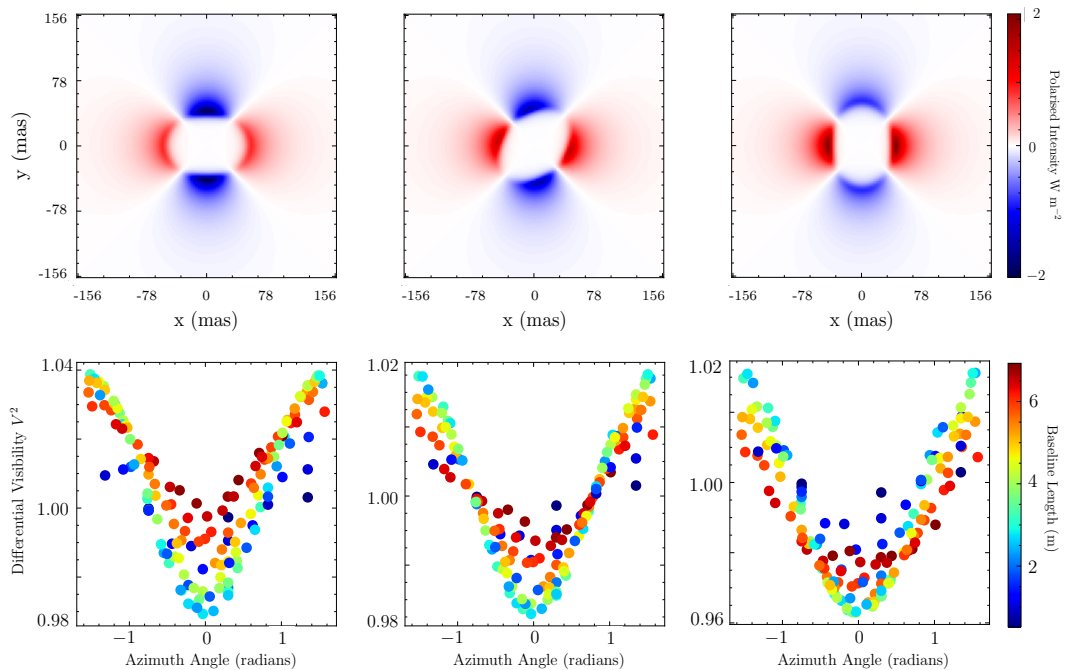 156
78
0
-78
-156
y (mas)
-156 -78 0 78 156
x (mas)
-156 -78 0 78 156
x (mas)
-156 -78 0 78 156
x (mas)
2
1
0
−1
−2
Polarised Intensity W m⁻²
1.04
1.00
0.98
Differential Visibility V²
−1 0 1
Azimuth Angle (radians)
1.02
1.00
0.98
−1 0 1
Azimuth Angle (radians)
1.02
1.00
0.96
−1 0 1
Azimuth Angle (radians)
6
4
2
Baseline Length (m)